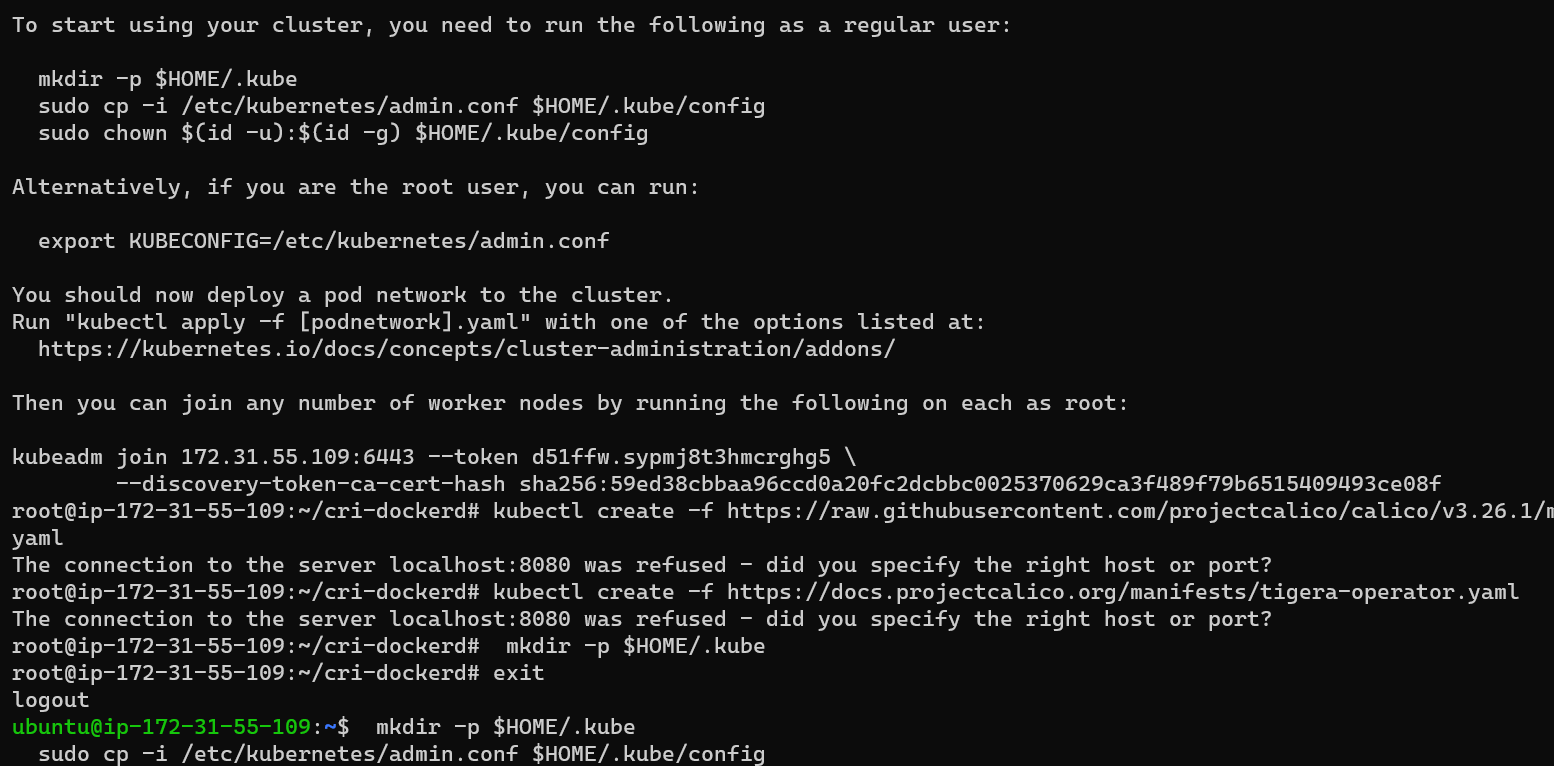 To start using your cluster, you need to run the following as a regular user:
  mkdir -p $HOME/.kube
  sudo cp -i /etc/kubernetes/admin.conf $HOME/.kube/config
  sudo chown $(id -u):$(id -g) $HOME/.kube/config
Alternatively, if you are the root user, you can run:
  export KUBECONFIG=/etc/kubernetes/admin.conf
You should now deploy a pod network to the cluster.
Run "kubectl apply -f [podnetwork].yaml" with one of the options listed at:
  https://kubernetes.io/docs/concepts/cluster-administration/addons/
Then you can join any number of worker nodes by running the following on each as root:
kubeadm join 172.31.55.109:6443 --token d51ffw.sypmj8t3hmcrghg5 \
        --discovery-token-ca-cert-hash sha256:59ed38cbbaa96ccd0a20fc2dcbbc0025370629ca3f489f79b6515409493ce08f
root@ip-172-31-55-109:~/cri-dockerd# kubectl create -f https://raw.githubusercontent.com/projectcalico/calico/v3.26.1/m
yaml
The connection to the server localhost:8080 was refused - did you specify the right host or port?
root@ip-172-31-55-109:~/cri-dockerd# kubectl create -f https://docs.projectcalico.org/manifests/tigera-operator.yaml
The connection to the server localhost:8080 was refused - did you specify the right host or port?
root@ip-172-31-55-109:~/cri-dockerd#  mkdir -p $HOME/.kube
root@ip-172-31-55-109:~/cri-dockerd# exit
logout
ubuntu@ip-172-31-55-109:~$  mkdir -p $HOME/.kube
  sudo cp -i /etc/kubernetes/admin.conf $HOME/.kube/config